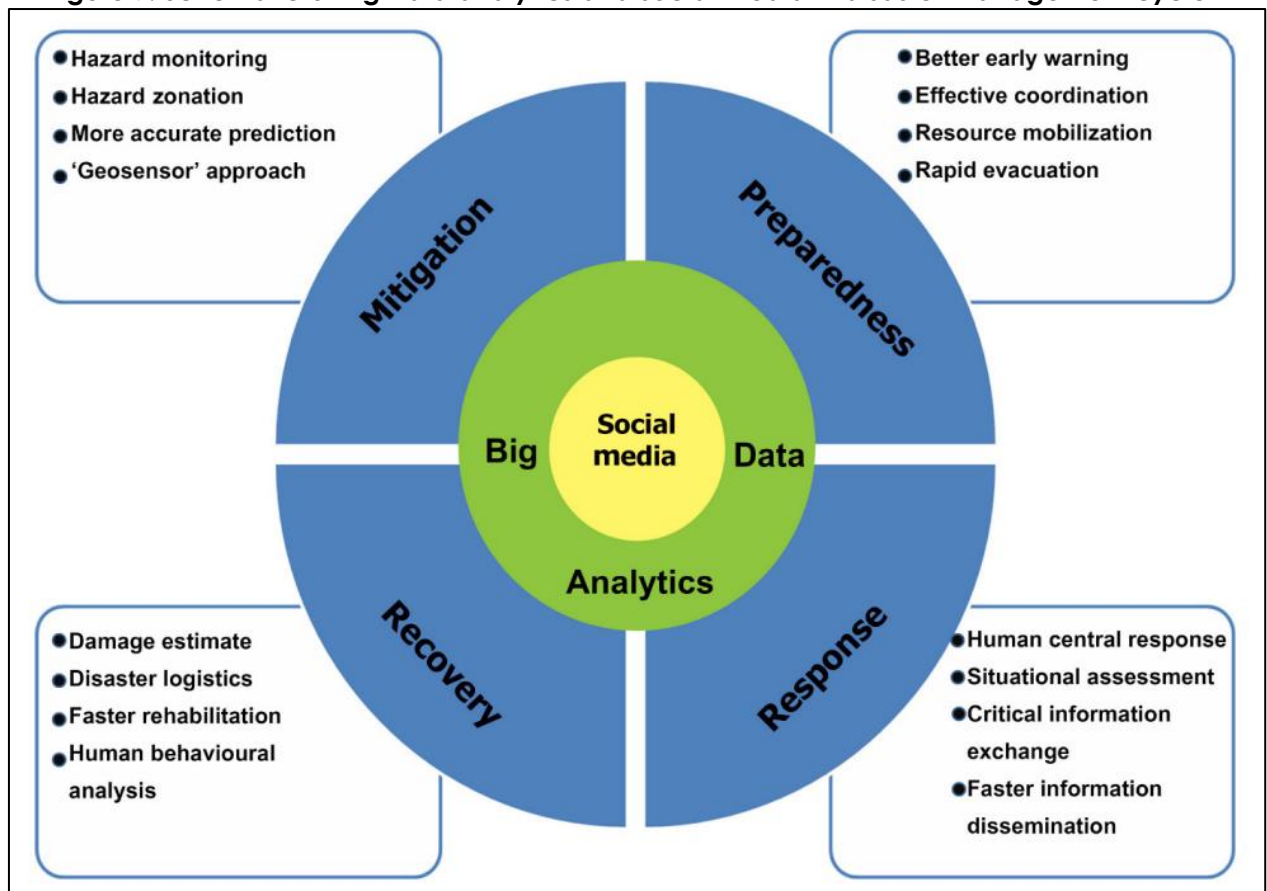 Hazard monitoring
Hazard zonation
More accurate prediction
‘Geosensor’ approach
Better early warning
Effective coordination
Resource mobilization
Rapid evacuation
Mitigation
Preparedness
Social
media
Big
Data
Analytics
Recovery
Response
Damage estimate
Disaster logistics
Faster rehabilitation
Human behavioural
analysis
Human central response
Situational assessment
Critical information
exchange
Faster information
dissemination